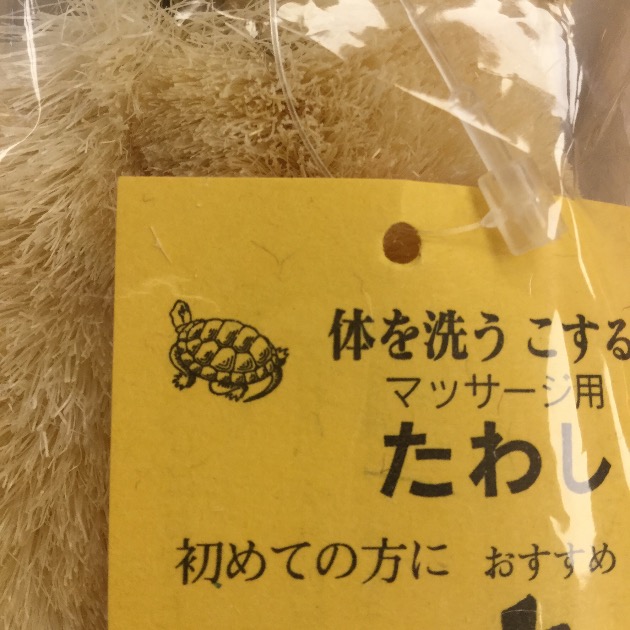 体を洗う こする
マッサージ用
たわし
初めての方に おすすめ